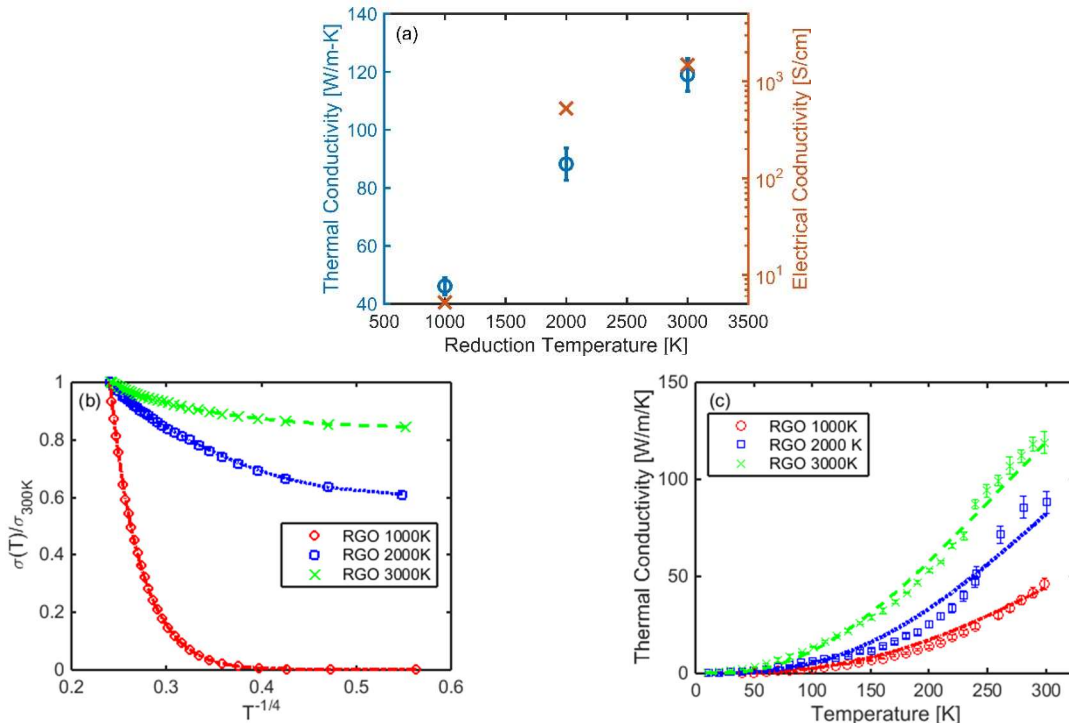 (a)
Thermal Conductivity [W/m-K]
140
120
100
80
60
40
500 1000 1500 2000 2500 3000 3500
Reduction Temperature [K]
10³
10²
10¹
Electrical Codnuctivity [S/cm]
(b)
σ(T)/σ300K
1
0.8
0.6
0.4
0.2
0
0.2 0.3 0.4 0.5 0.6
T-1/4
RGO 1000K
RGO 2000K
RGO 3000K
(c)
Thermal Conductivity [W/m/K]
150
100
50
0
0 50 100 150 200 250 300
Temperature [K]
RGO 1000K
RGO 2000 K
RGO 3000K